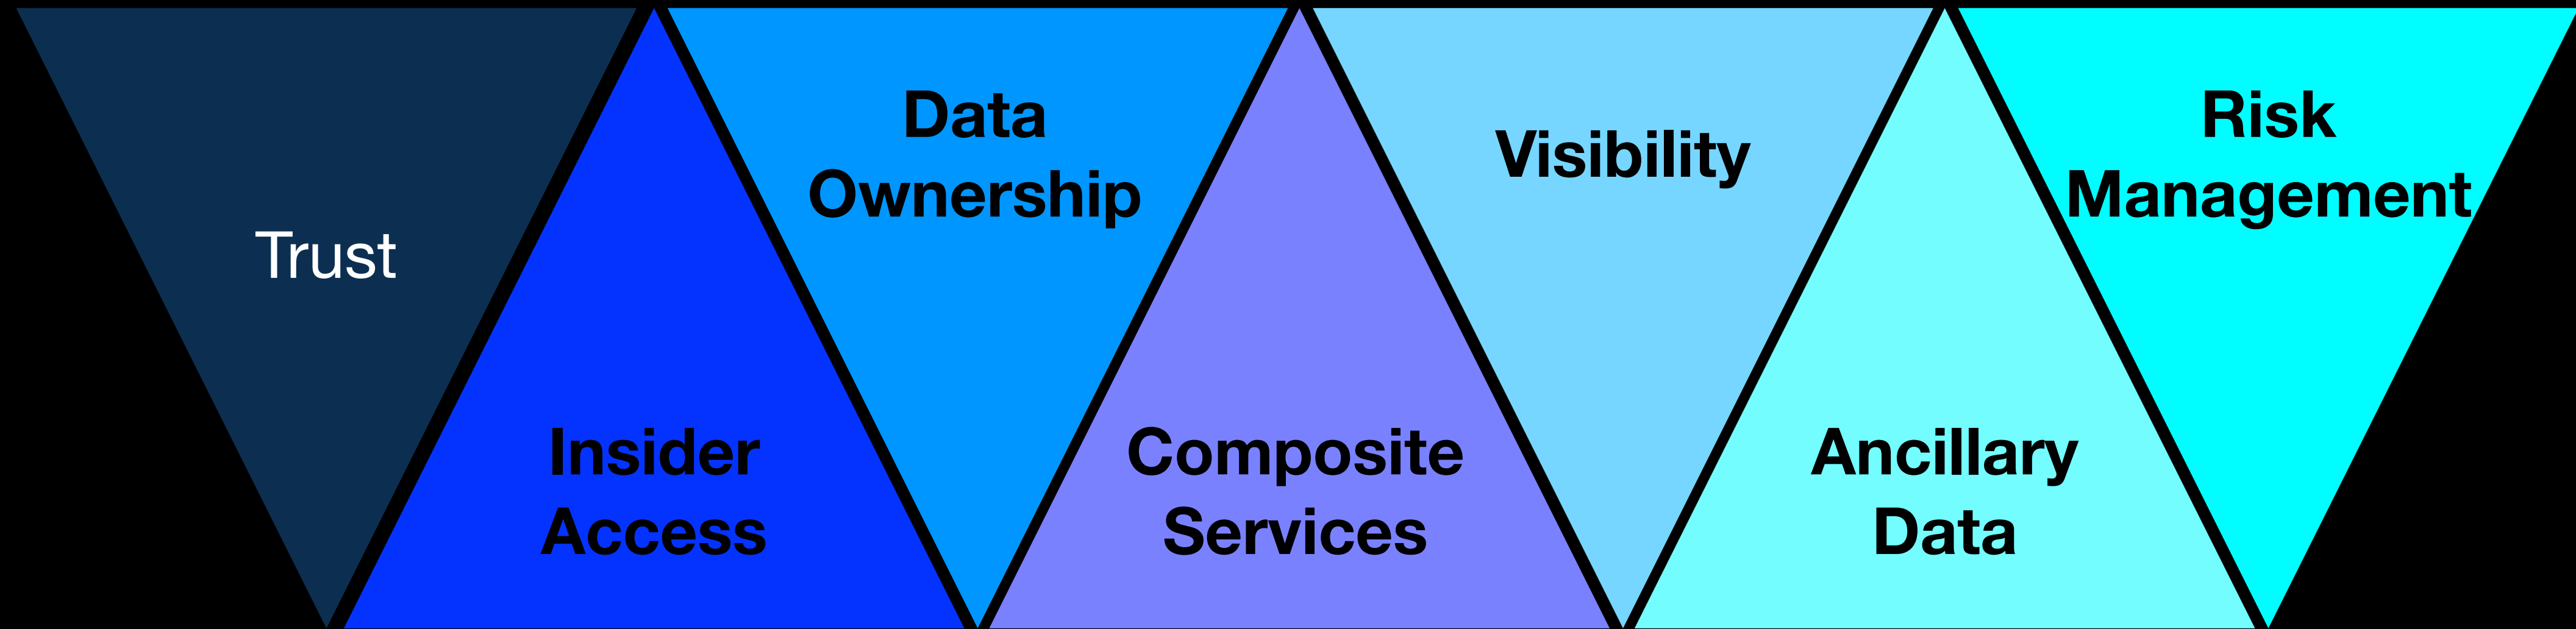 Trust
Insider
Access
Data
Ownership
Composite
Services
Visibility
Ancillary
Data
Risk
Management